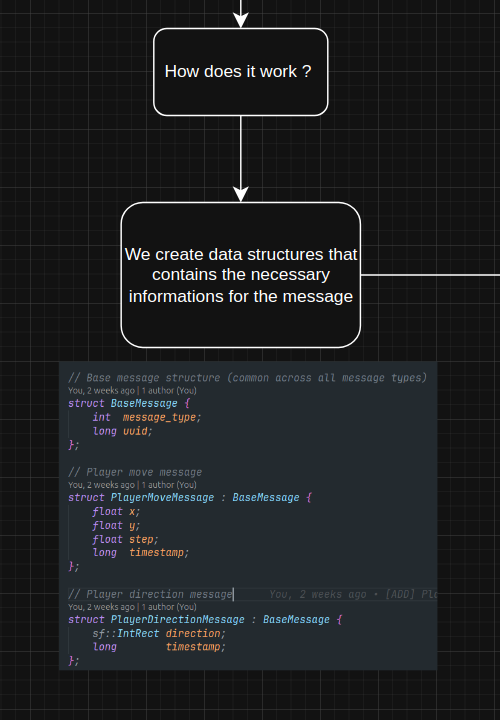 How does it work ?
We create data structures that
contains the necessary
informations for the message
// Base message structure (common across all message types)
You, 2 weeks ago | 1 author (You)
struct BaseMessage {
int message_type;
long uuid;
};
// Player move message
You, 2 weeks ago | 1 author (You)
struct PlayerMoveMessage : BaseMessage {
float x;
float y;
float step;
long timestamp;
};
// Player direction message You, 2 weeks ago • [ADD] Pla
You, 2 weeks ago | 1 author (You)
struct PlayerDirectionMessage : BaseMessage {
sf::IntRect direction;
long timestamp;
};